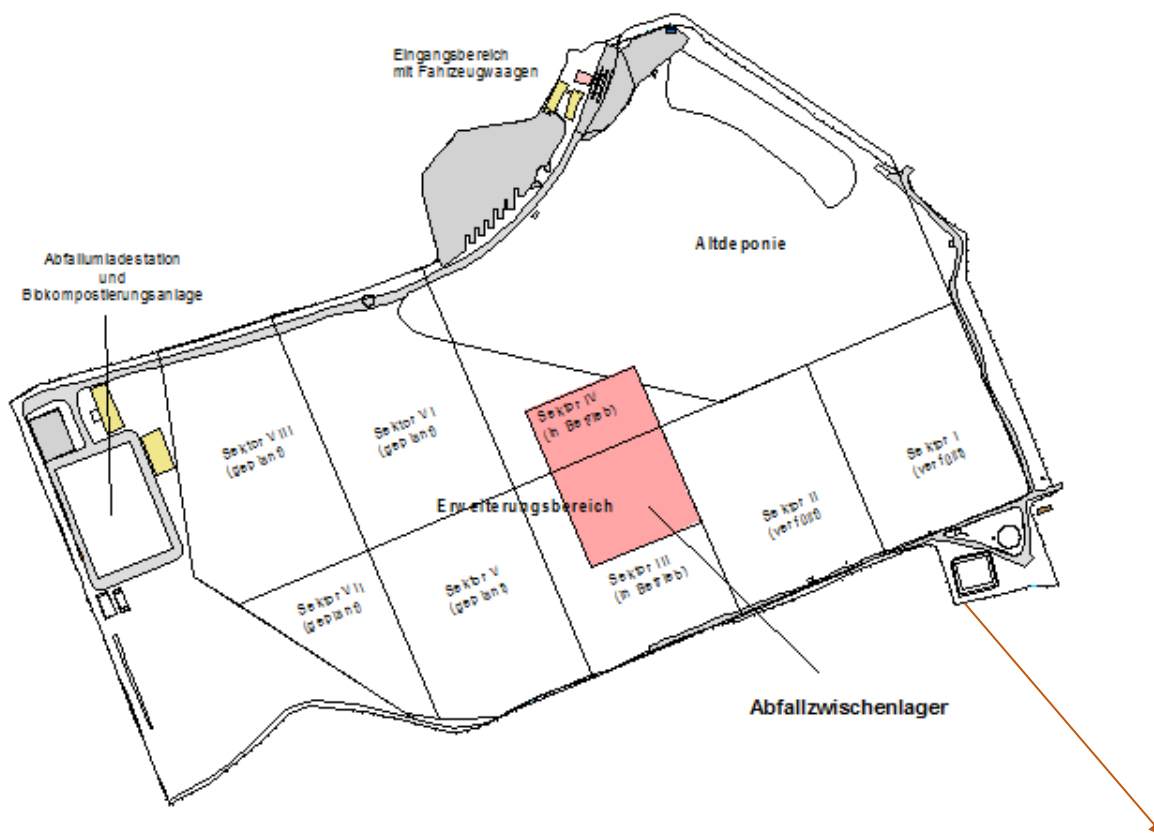 Eingangsbereich
mit Fahrzeugwaagen
Altdeponie
Abfallumladestation
und
Biokompostierungsanlage
Sektor VIII
(geplant)
Sektor VI
(geplant)
Sektor IV
(in Betrieb)
Sektor I
(verfüllt)
Erweiterungsbereich
Sektor II
(verfüllt)
Sektor VII
(geplant)
Sektor V
(geplant)
Sektor III
(in Betrieb)
Abfallzwischenlager